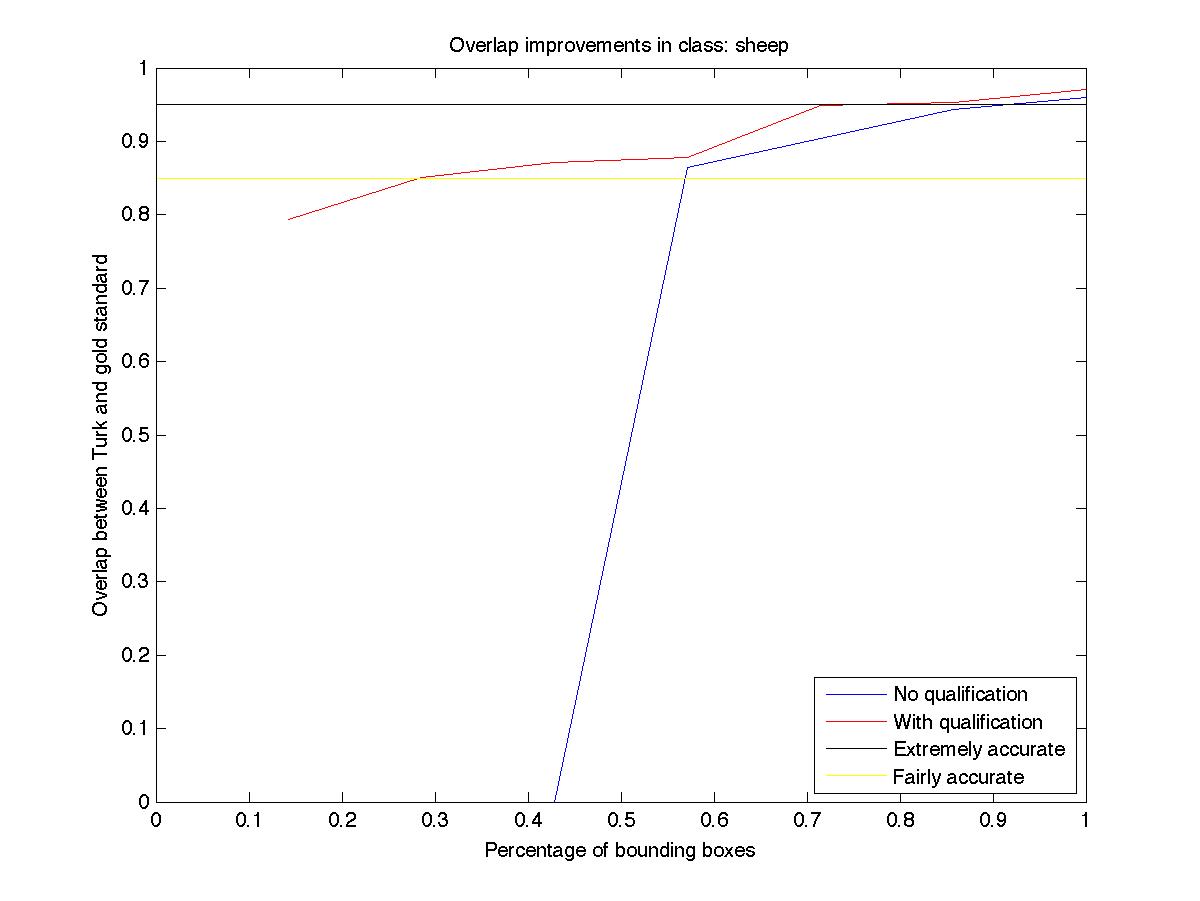 Overlap improvements in class: sheep
1
0.9
0.8
0.7
0.6
0.5
0.4
0.3
0.2
0.1
0
Overlap between Turk and gold standard
No qualification
With qualification
Extremely accurate
Fairly accurate
0 0.1 0.2 0.3 0.4 0.5 0.6 0.7 0.8 0.9 1
Percentage of bounding boxes